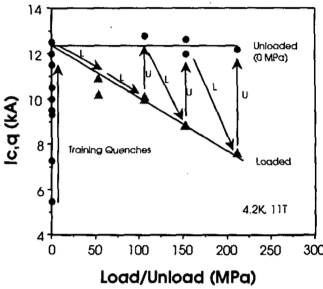 14
12
10
8
6
4
Ic,q (kA)
Unloaded
(0 MPa)
L
L
U
L
U
L
U
Training Quenches
Loaded
4.2K, 11T
0 50 100 150 200 250 300
Load/Unload (MPa)